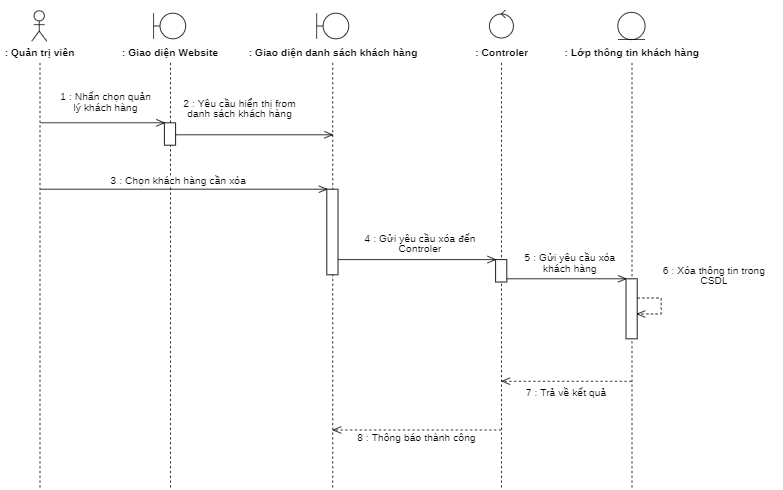 : Quản trị viên
: Giao diện Website
: Giao diện danh sách khách hàng
: Controler
: Lớp thông tin khách hàng
1 : Nhấn chọn quản
lý khách hàng
2 : Yêu cầu hiển thị from
danh sách khách hàng
3 : Chọn khách hàng cần xóa
4 : Gửi yêu cầu xóa đến
Controler
5 : Gửi yêu cầu xóa
khách hàng
6 : Xóa thông tin trong
CSDL
7 : Trả về kết quả
8 : Thông báo thành công